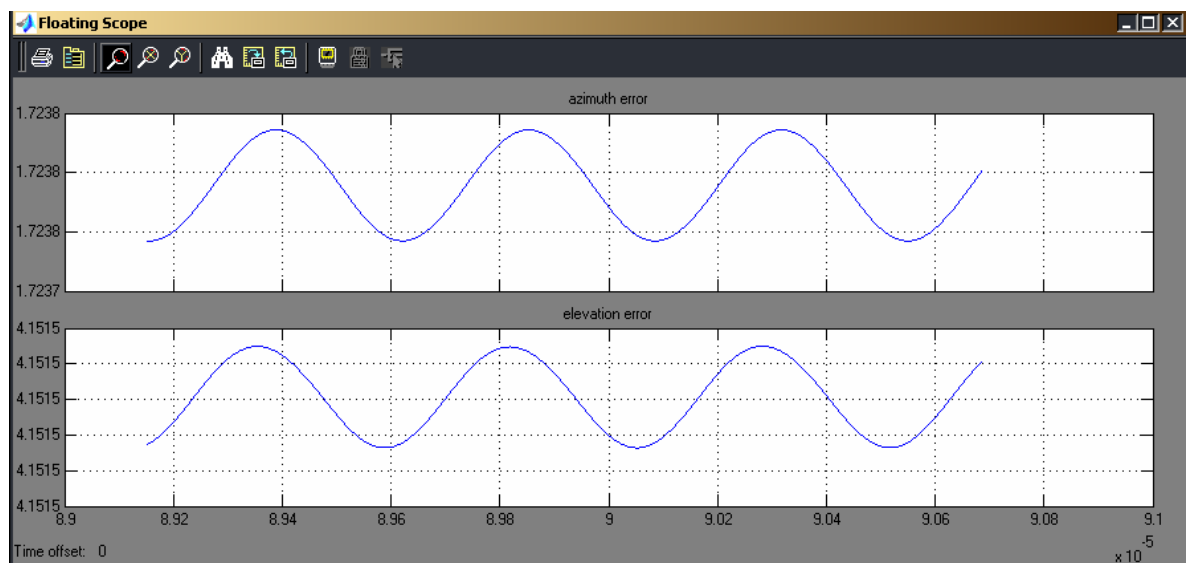 Floating Scope
azimuth error
1.7238
1.7238
1.7238
1.7237
elevation error
4.1515
4.1515
4.1515
4.1515
4.1515
4.1515
8.9 8.92 8.94 8.96 8.98 9 9.02 9.04 9.06 9.08 9.1
x 10 -5
Time offset: 0